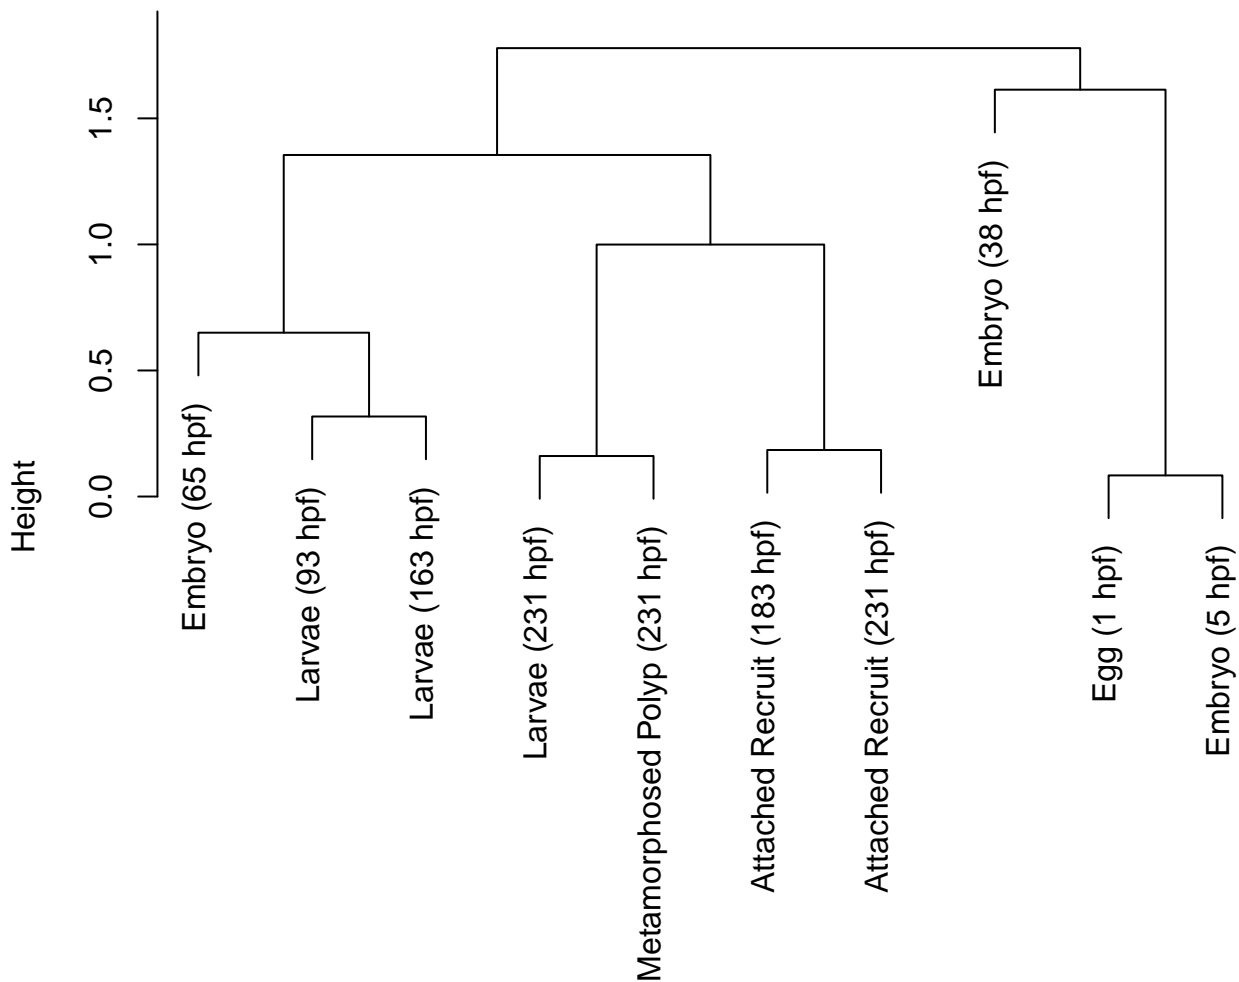 Height
1.5
1.0
0.5
0.0
Embryo (65 hpf)
Larvae (93 hpf)
Larvae (163 hpf)
Larvae (231 hpf)
Metamorphosed Polyp (231 hpf)
Attached Recruit (183 hpf)
Attached Recruit (231 hpf)
Embryo (38 hpf)
Egg (1 hpf)
Embryo (5 hpf)